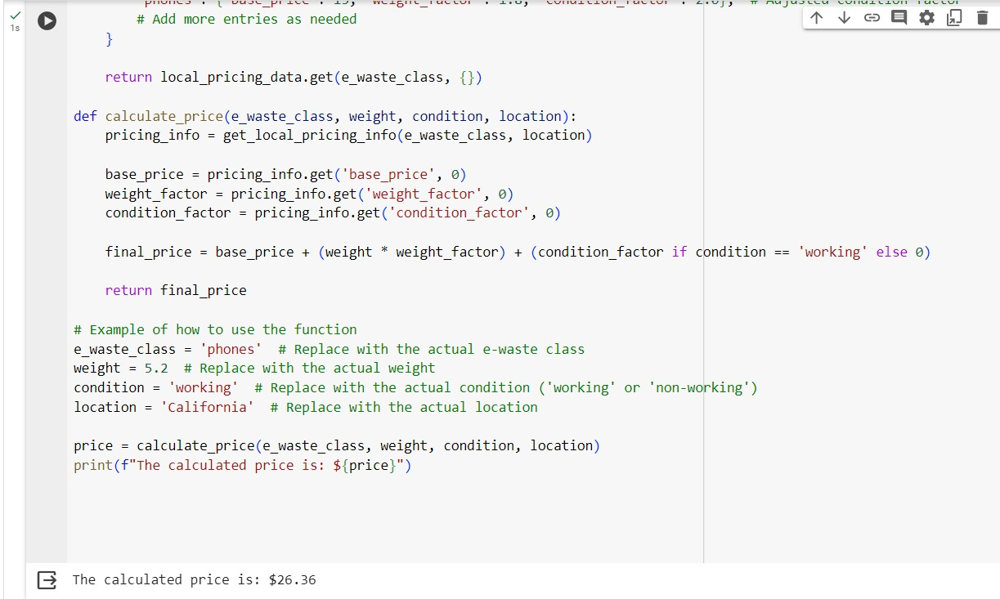 # Add more entries as needed
1s
}
return local_pricing_data.get(e_waste_class, {})
def calculate_price(e_waste_class, weight, condition, location):
pricing_info = get_local_pricing_info(e_waste_class, location)
base_price = pricing_info.get('base_price', 0)
weight_factor = pricing_info.get('weight_factor', 0)
condition_factor = pricing_info.get('condition_factor', 0)
final_price = base_price + (weight * weight_factor) + (condition_factor if condition == 'working' else 0)
return final_price
# Example of how to use the function
e_waste_class = 'phones'  # Replace with the actual e-waste class
weight = 5.2  # Replace with the actual weight
condition = 'working'  # Replace with the actual condition ('working' or 'non-working')
location = 'California'  # Replace with the actual location
price = calculate_price(e_waste_class, weight, condition, location)
print(f"The calculated price is: ${price}")
The calculated price is: $26.36